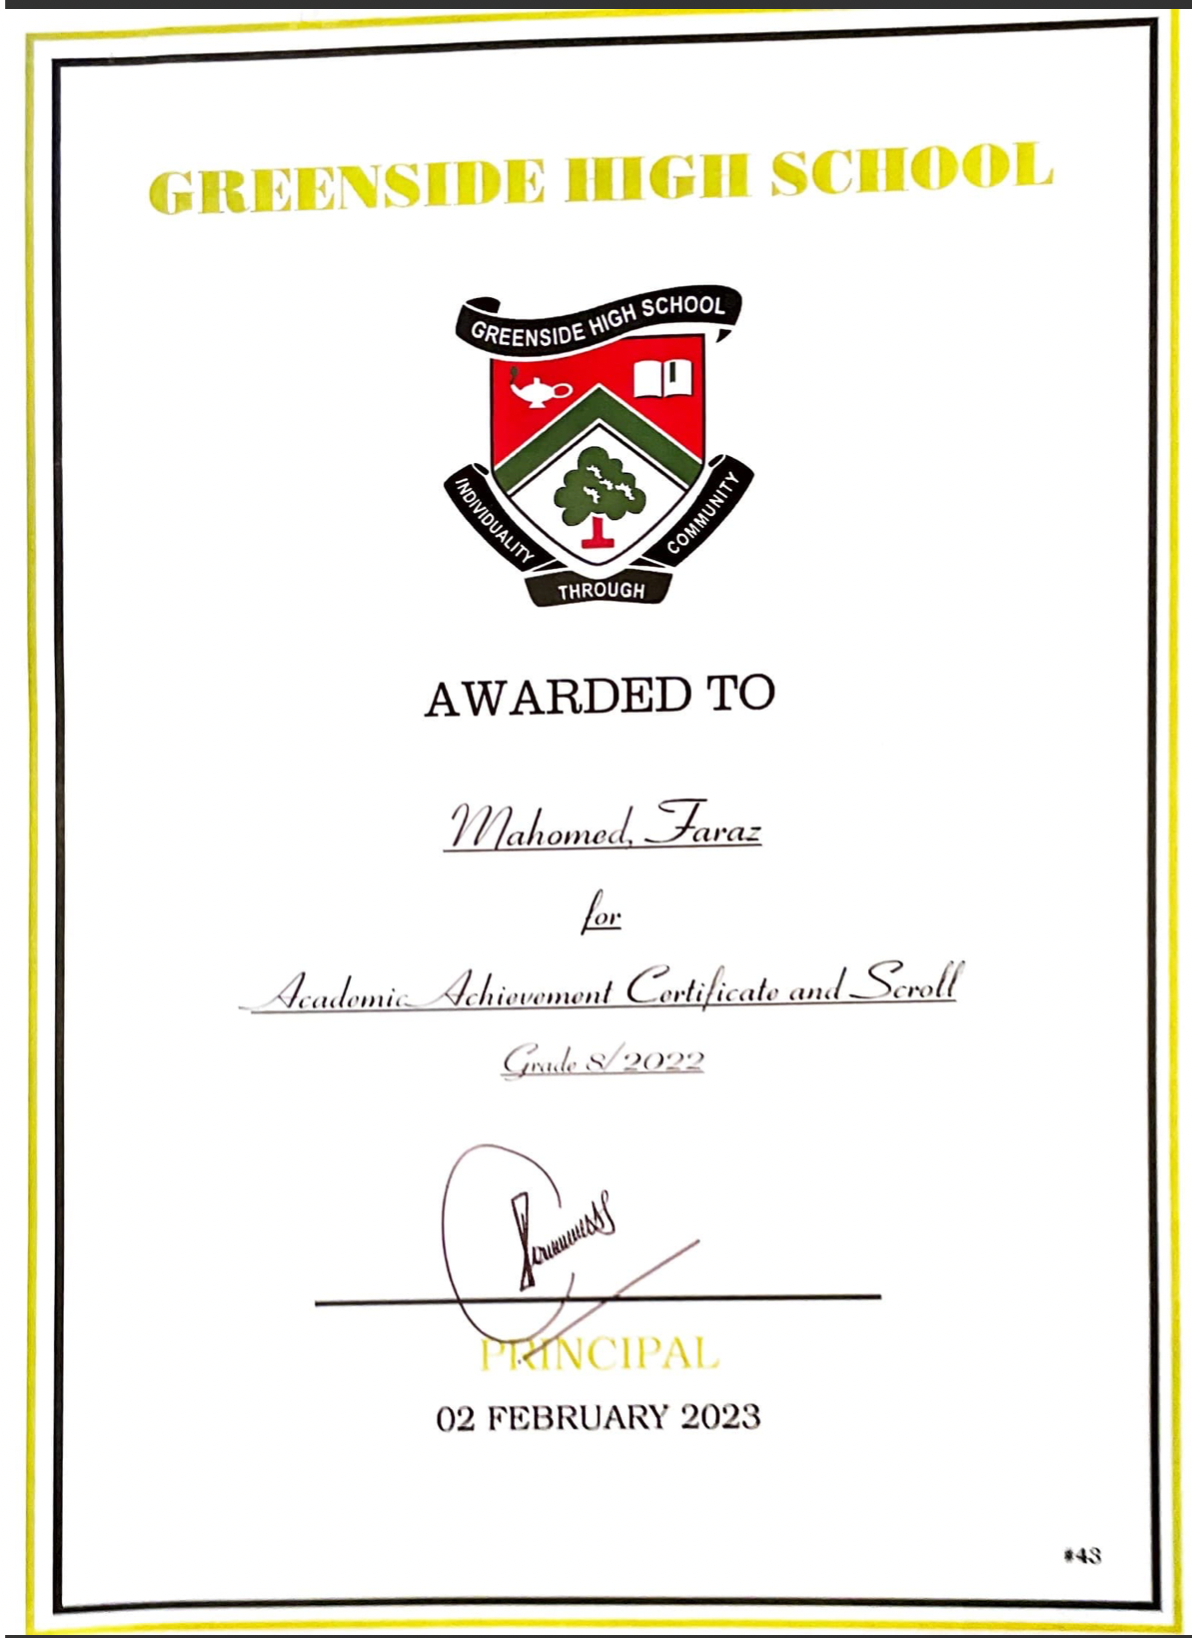 GREENSIDE HIGH SCHOOL
GREENSIDE HIGH SCHOOL
INDIVIDUALITY
THROUGH
COMMUNITY
AWARDED TO
Mahomed, Faraz
for
Academic Achievement Certificate and Scroll
Grade 8/2022
PRINCIPAL
02 FEBRUARY 2023
#43